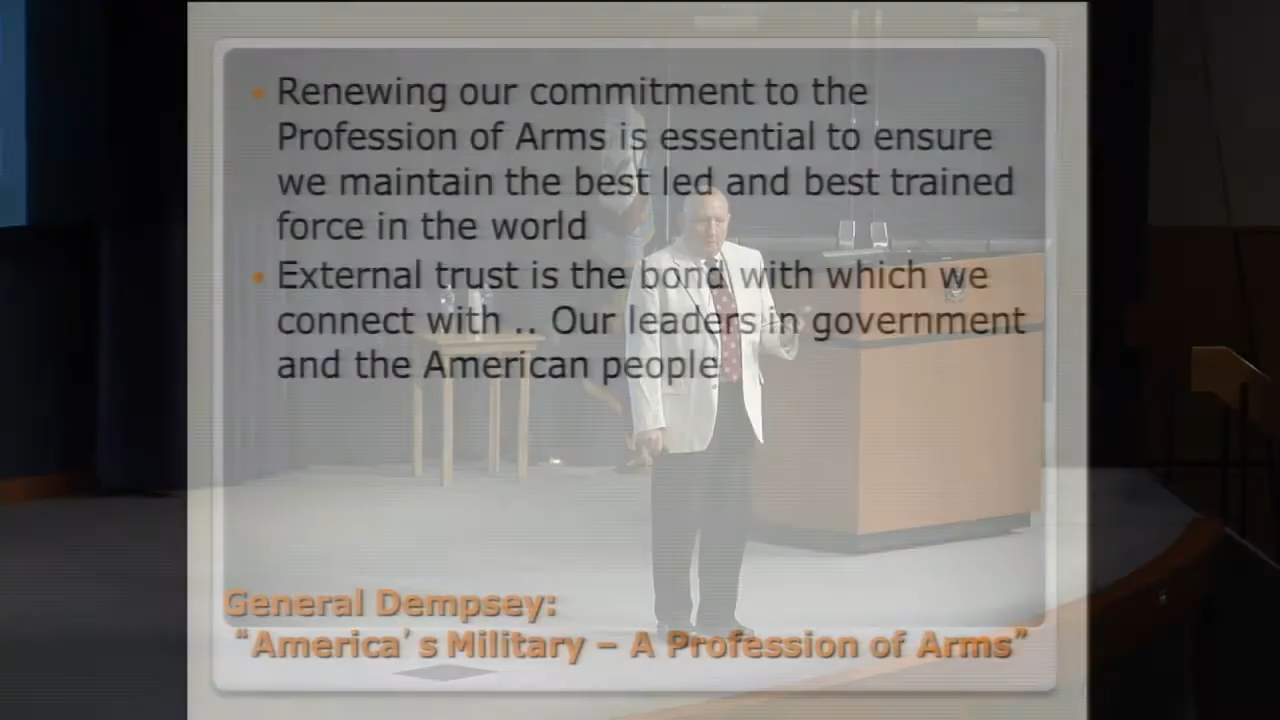 Renewing our commitment to the
Profession of Arms is essential to ensure
we maintain the best led and best trained
force in the world
External trust is the bond with which we
connect with .. Our leaders in government
and the American people
General Dempsey:
"America's Military – A Profession of Arms"